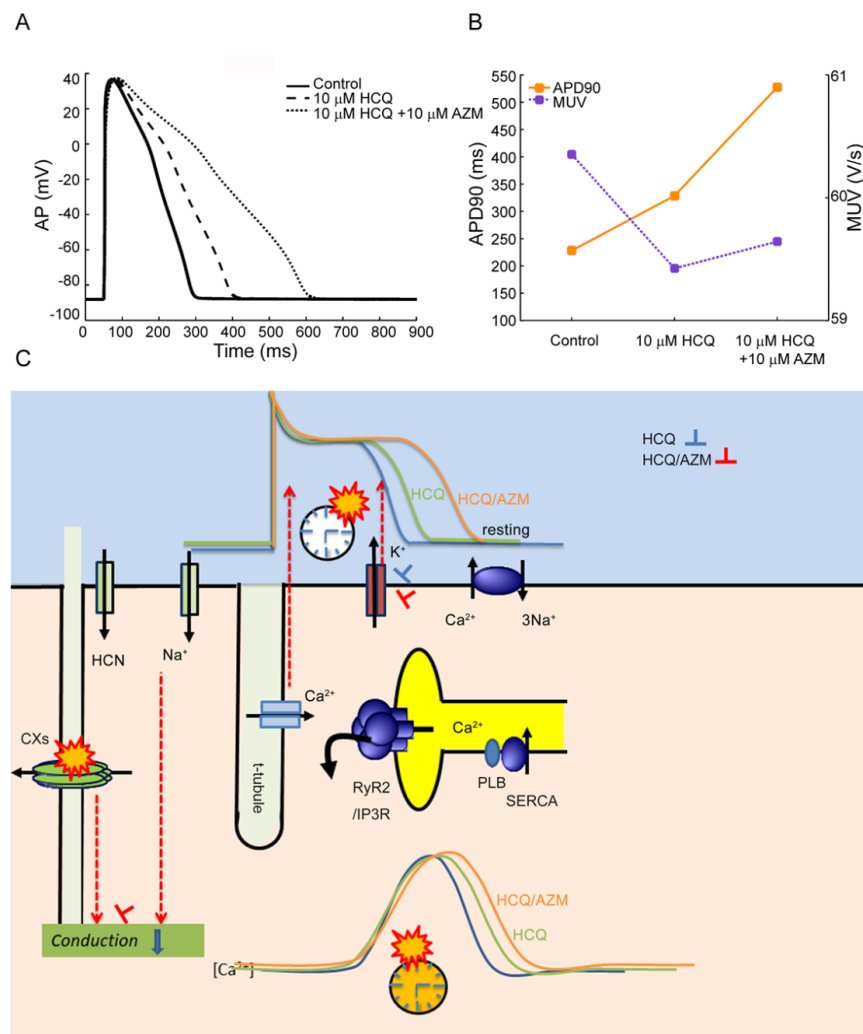 A
B
40
20
0
-20
-40
-60
-80
-100
AP (mV)
Control
10 μM HCQ
10 μM HCQ +10 μM AZM
0 100 200 300 400 500 600 700 800 900
Time (ms)
550
500
450
400
350
300
250
200
150
100
APD90 (ms)
APD90
MUV
61
60
59
MUV (V/s)
Control
10 μM HCQ
10 μM HCQ
+10 μM AZM
C
HCQ
HCQ/AZM
HCQ
HCQ/AZM
resting
K⁺
HCN
Na⁺
Ca²⁺
3Na⁺
Ca²⁺
CXs
t-tubule
Ca²⁺
RyR2
/IP3R
PLB
SERCA
Conduction
HCQ/AZM
HCQ
[Ca²⁺]